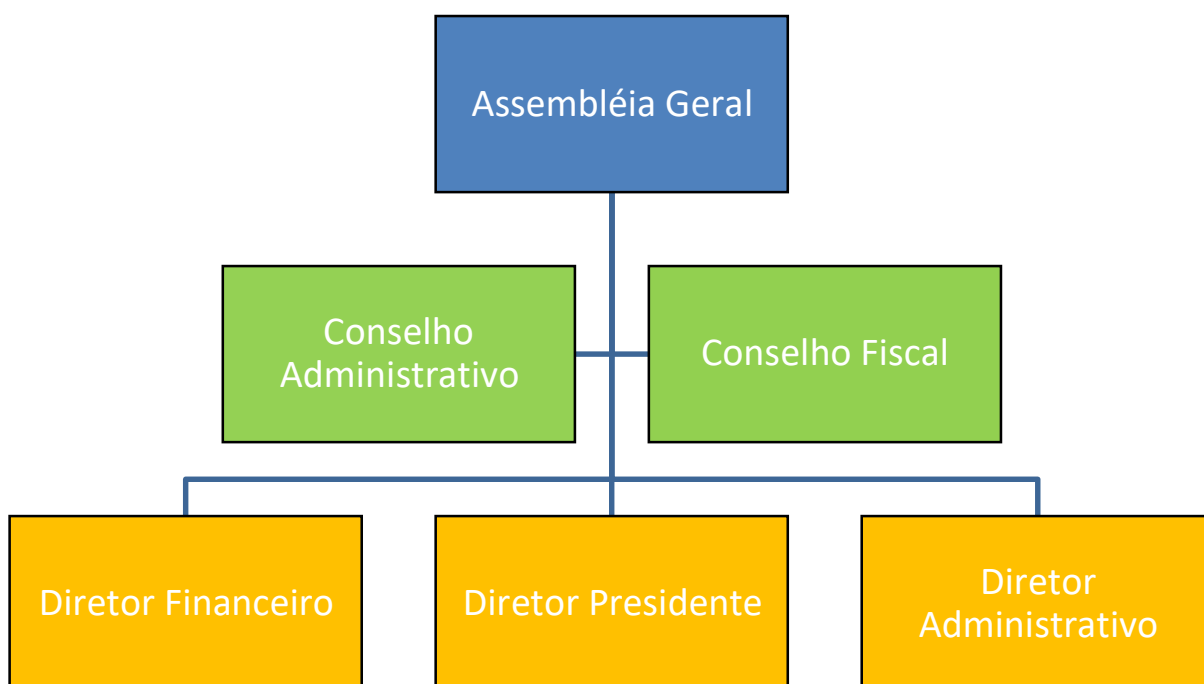 Assembléia Geral
Conselho
Administrativo
Conselho Fiscal
Diretor Financeiro
Diretor Presidente
Diretor
Administrativo